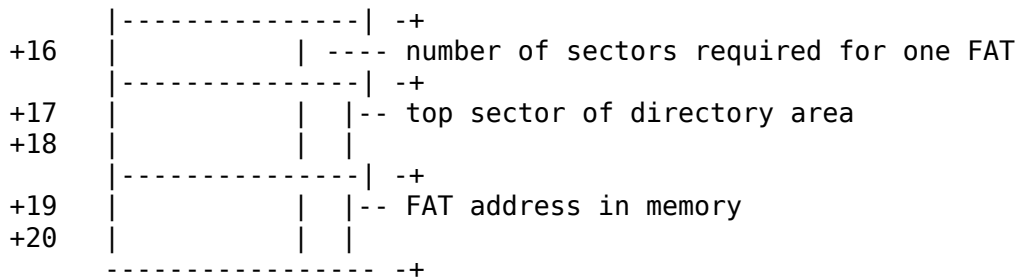 |---------------| -+
+16    |            | ---- number of sectors required for one FAT
       |---------------| -+
+17    |            |  |-- top sector of directory area
+18    |            |  |
       |---------------| -+
+19    |            |  |-- FAT address in memory
+20    |            |  |
       ----------------- -+